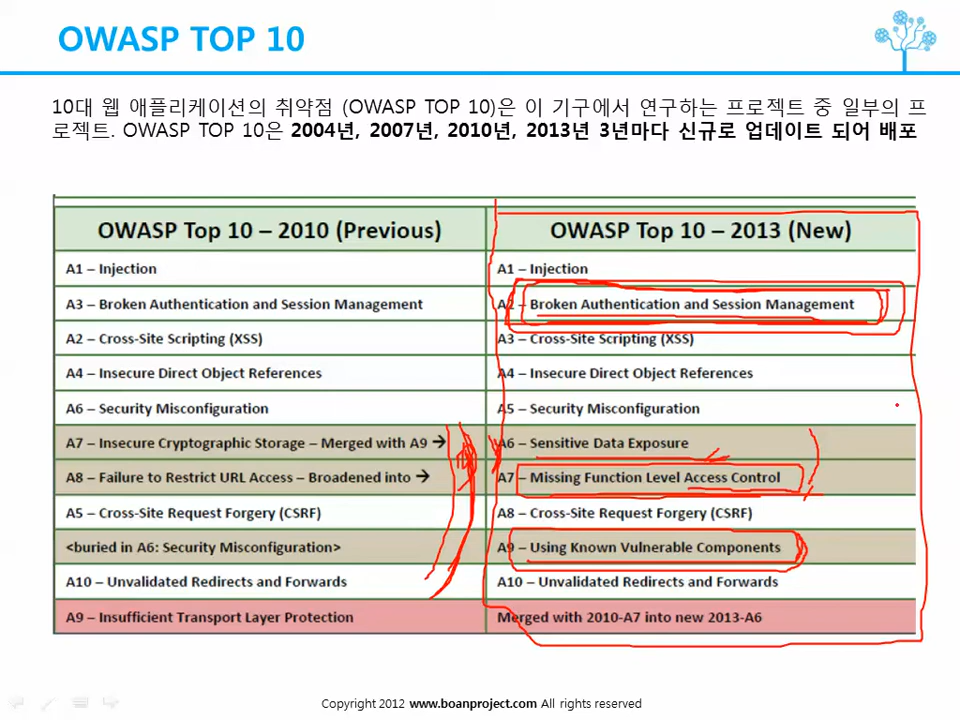 OWASP TOP 10
10대 웹 애플리케이션의 취약점 (OWASP TOP 10)은 이 기구에서 연구하는 프로젝트 중 일부의 프
로젝트. OWASP TOP 10은 2004년, 2007년, 2010년, 2013년 3년마다 신규로 업데이트 되어 배포
OWASP Top 10 – 2010 (Previous) OWASP Top 10 – 2013 (New)
A1 – Injection A1 – Injection
A3 – Broken Authentication and Session Management A2 – Broken Authentication and Session Management
A2 – Cross-Site Scripting (XSS) A3 – Cross-Site Scripting (XSS)
A4 – Insecure Direct Object References A4 – Insecure Direct Object References
A6 – Security Misconfiguration A5 – Security Misconfiguration
A7 – Insecure Cryptographic Storage – Merged with A9 → A6 – Sensitive Data Exposure
A8 – Failure to Restrict URL Access – Broadened into → A7 – Missing Function Level Access Control
A5 – Cross-Site Request Forgery (CSRF) A8 – Cross-Site Request Forgery (CSRF)
<buried in A6: Security Misconfiguration> A9 – Using Known Vulnerable Components
A10 – Unvalidated Redirects and Forwards A10 – Unvalidated Redirects and Forwards
A9 – Insufficient Transport Layer Protection Merged with 2010-A7 into new 2013-A6
Copyright 2012 www.boanproject.com All rights reserved